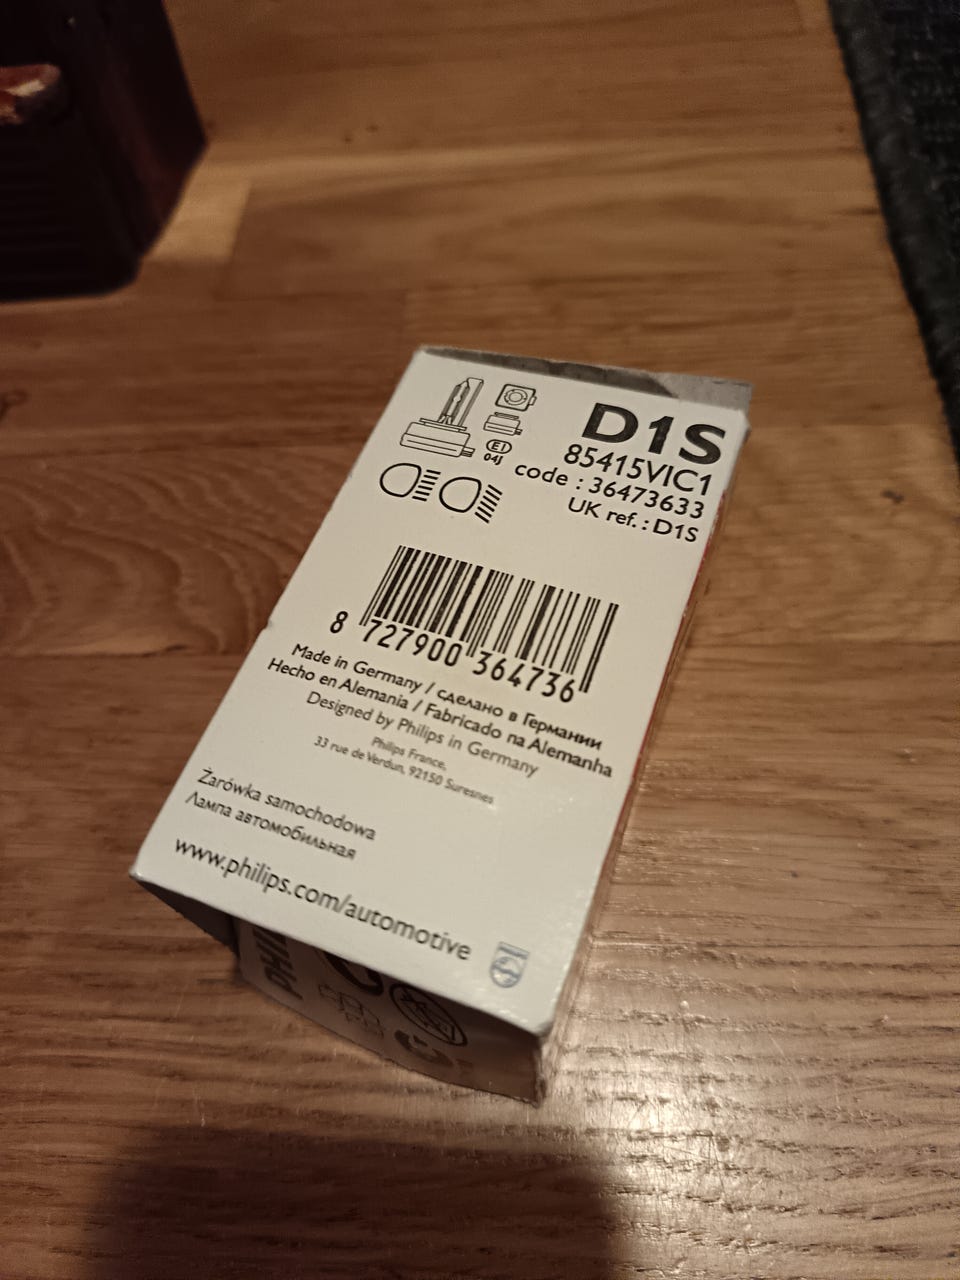 D1S
85415VIC1
code : 36473633
UK ref. : D1S
E1
04J
8 727900 364736
Made in Germany / сделано в Германии
Hecho en Alemania / Fabricado na Alemanha
Designed by Philips in Germany
Philips France,
33 rue de Verdun, 92150 Suresnes
Żarówka samochodowa
Лампа автомобильная
www.philips.com/automotive